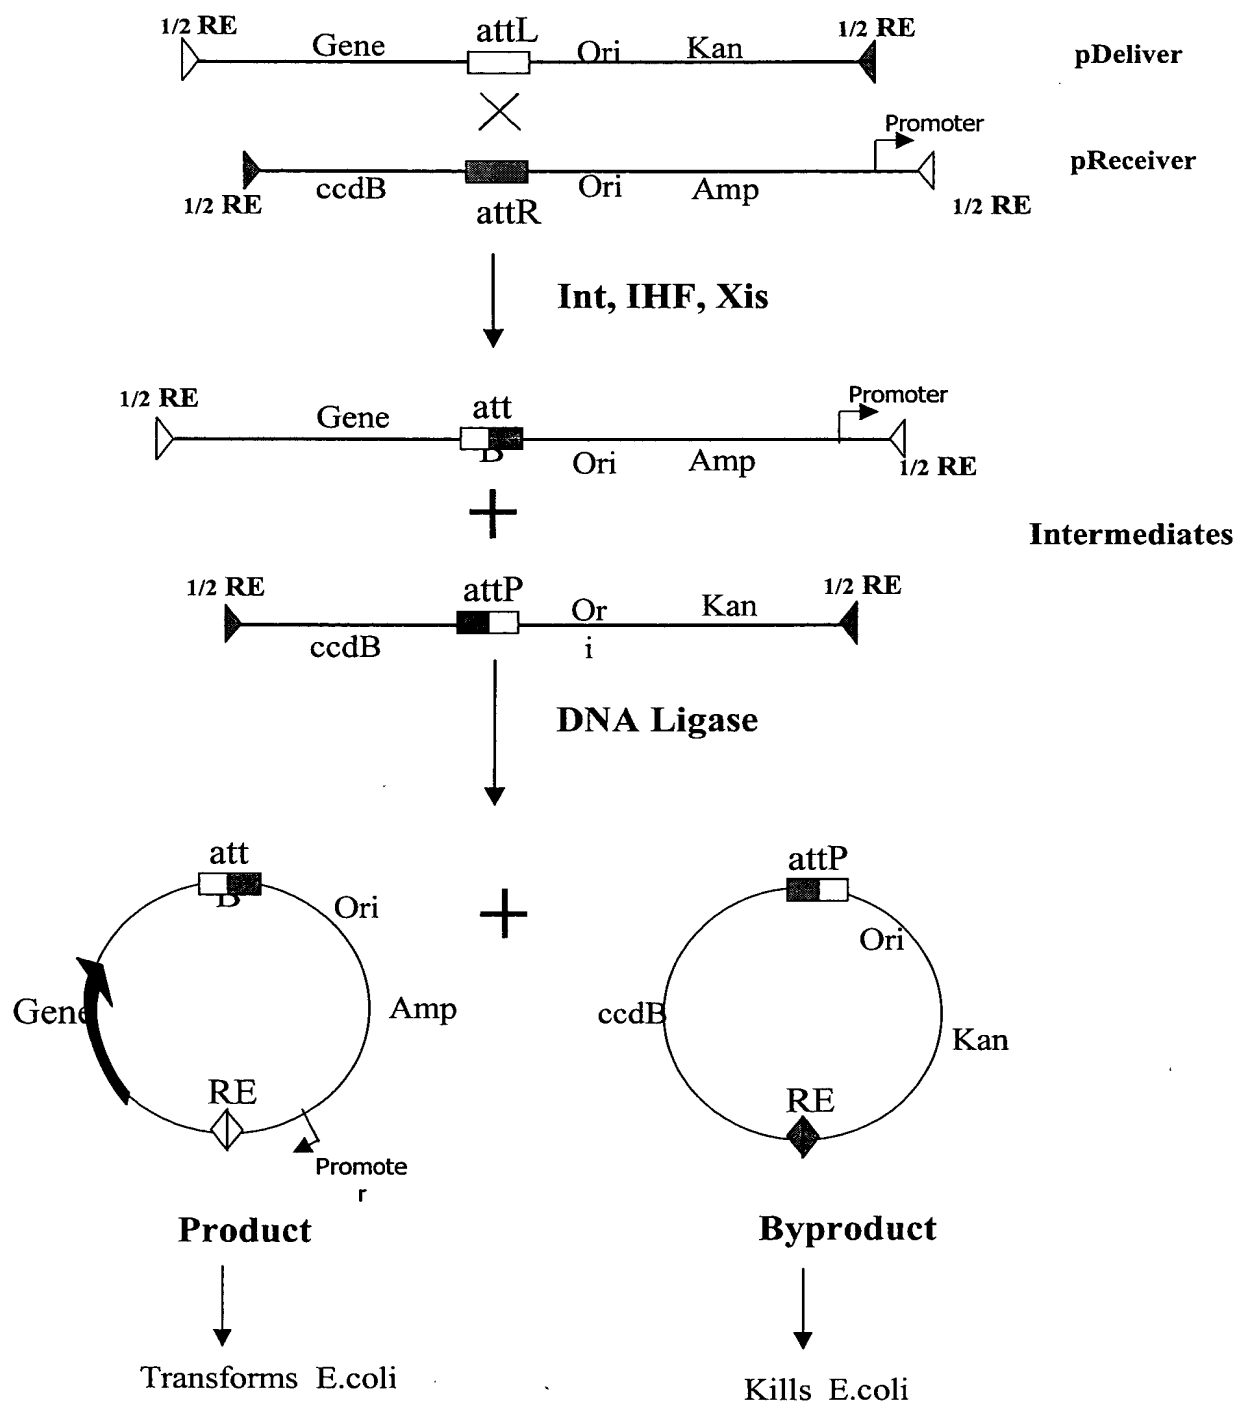 1/2 RE
Gene
attL
Ori
Kan
1/2 RE
pDeliver
Promoter
pReceiver
1/2 RE
ccdB
attR
Ori
Amp
1/2 RE
Int, IHF, Xis
1/2 RE
Gene
att
B
Ori
Amp
Promoter
1/2 RE
Intermediates
1/2 RE
ccdB
attP
Or
i
Kan
1/2 RE
DNA Ligase
att
B
Ori
Gene
Amp
RE
Promote
r
attP
Ori
ccdB
Kan
RE
Product
Byproduct
Transforms E.coli
Kills E.coli